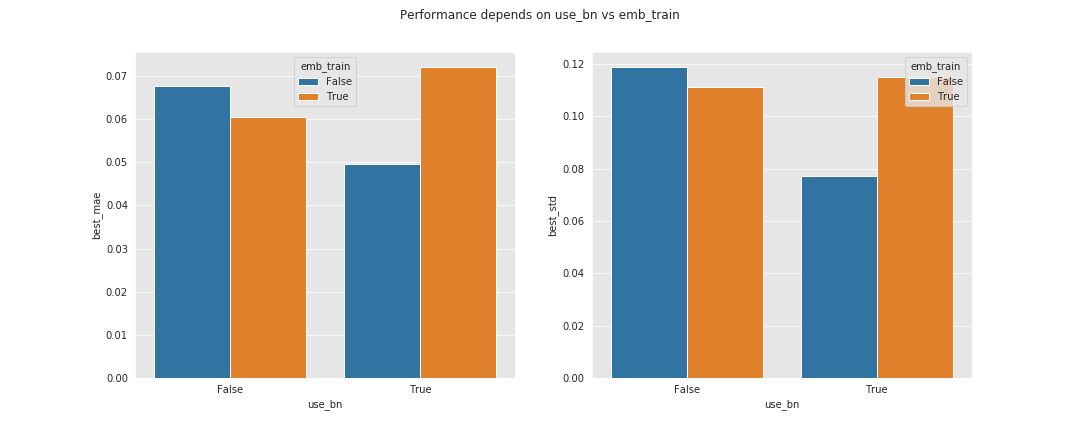 Performance depends on use_bn vs emb_train
best_mae
0.07
0.06
0.05
0.04
0.03
0.02
0.01
0.00
emb_train
False
True
False
True
use_bn
best_std
0.12
0.10
0.08
0.06
0.04
0.02
0.00
emb_train
False
True
False
True
use_bn